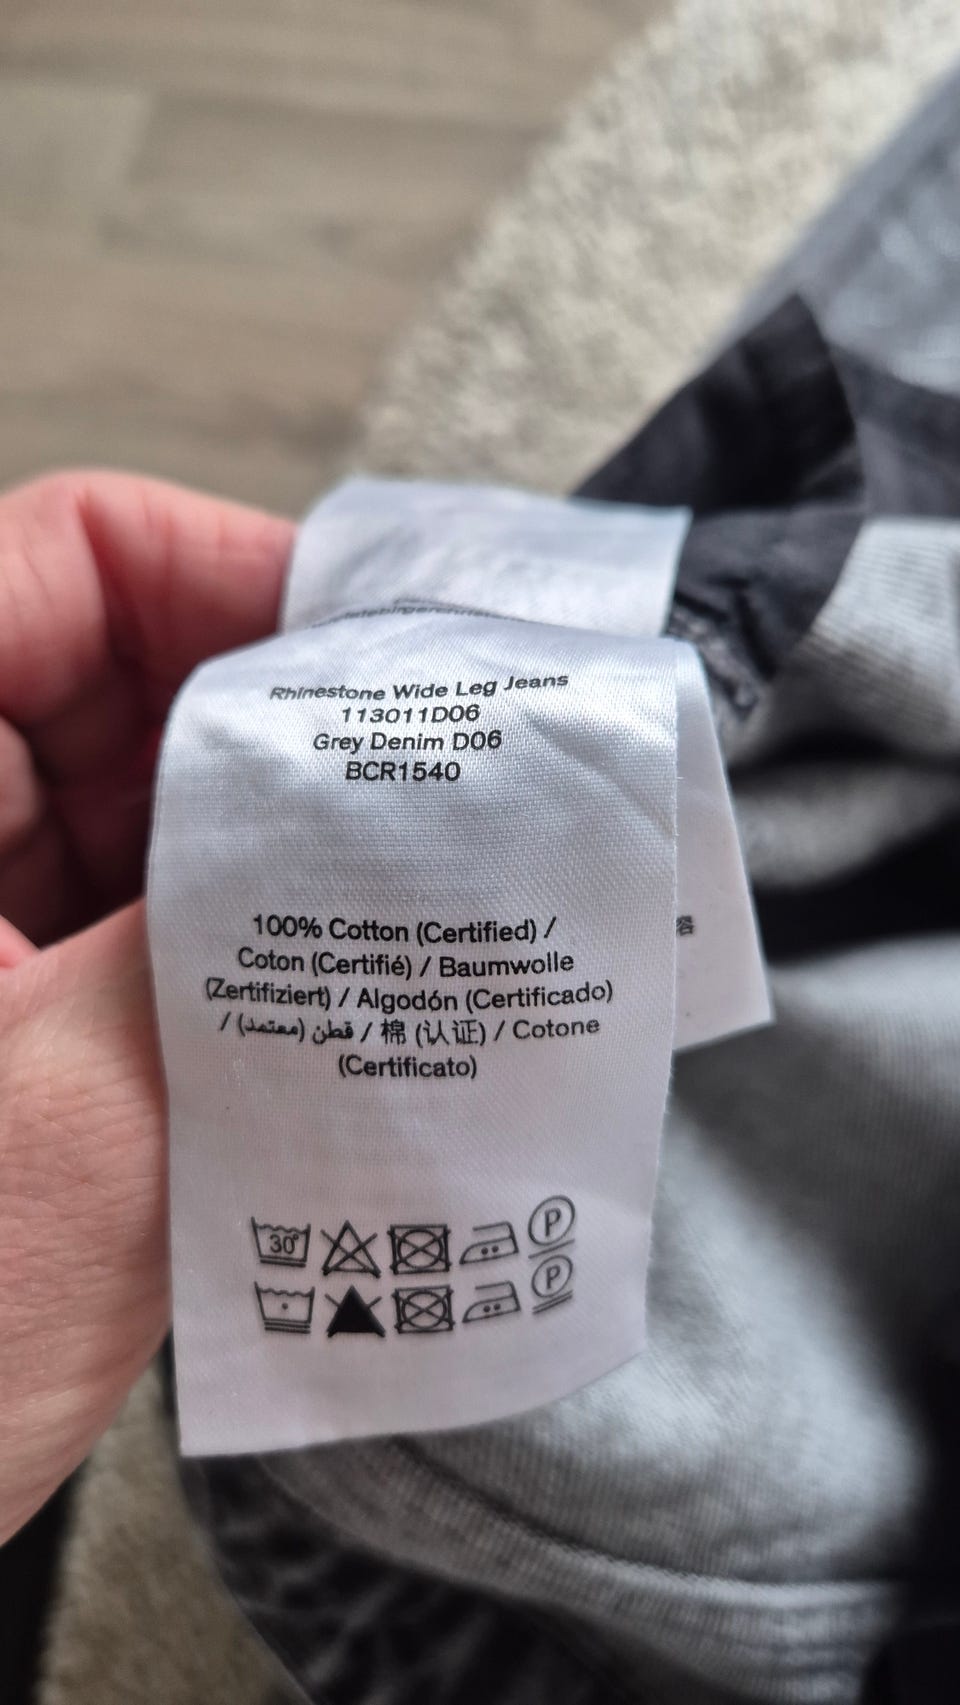 Rhinestone Wide Leg Jeans
113011D06
Grey Denim D06
BCR1540
100% Cotton (Certified) /
Coton (Certifié) / Baumwolle
(Zertifiziert) / Algodón (Certificado)
/ قطن (معتمد) / 棉 (认证) / Cotone
(Certificato)
30°
P
P